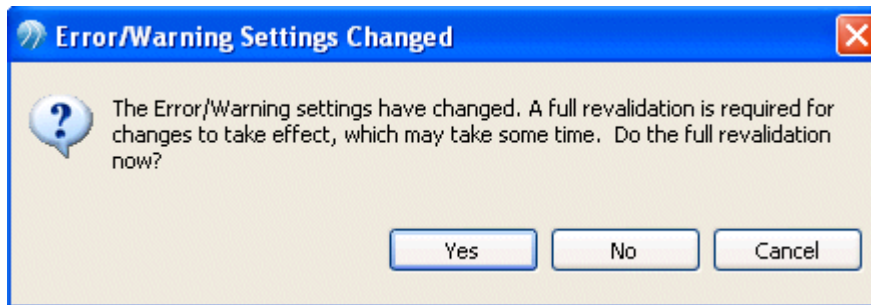 Error/Warning Settings Changed
The Error/Warning settings have changed. A full revalidation is required for
changes to take effect, which may take some time.  Do the full revalidation
now?
Yes No Cancel